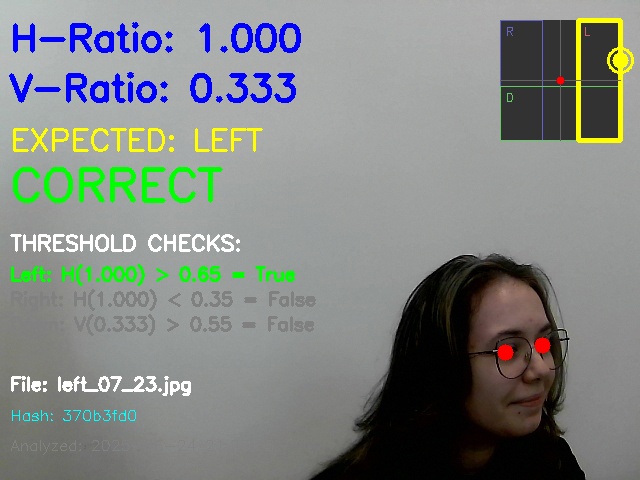 H-Ratio: 1.000
R
L
V-Ratio: 0.333
D
EXPECTED: LEFT
CORRECT
THRESHOLD CHECKS:
Left: H(1.000) > 0.65 = True
Right: H(1.000) < 0.35 = False
V(0.333) > 0.55 = False
File: left_07_23.jpg
Hash: 370b3fd0
Analyzed: